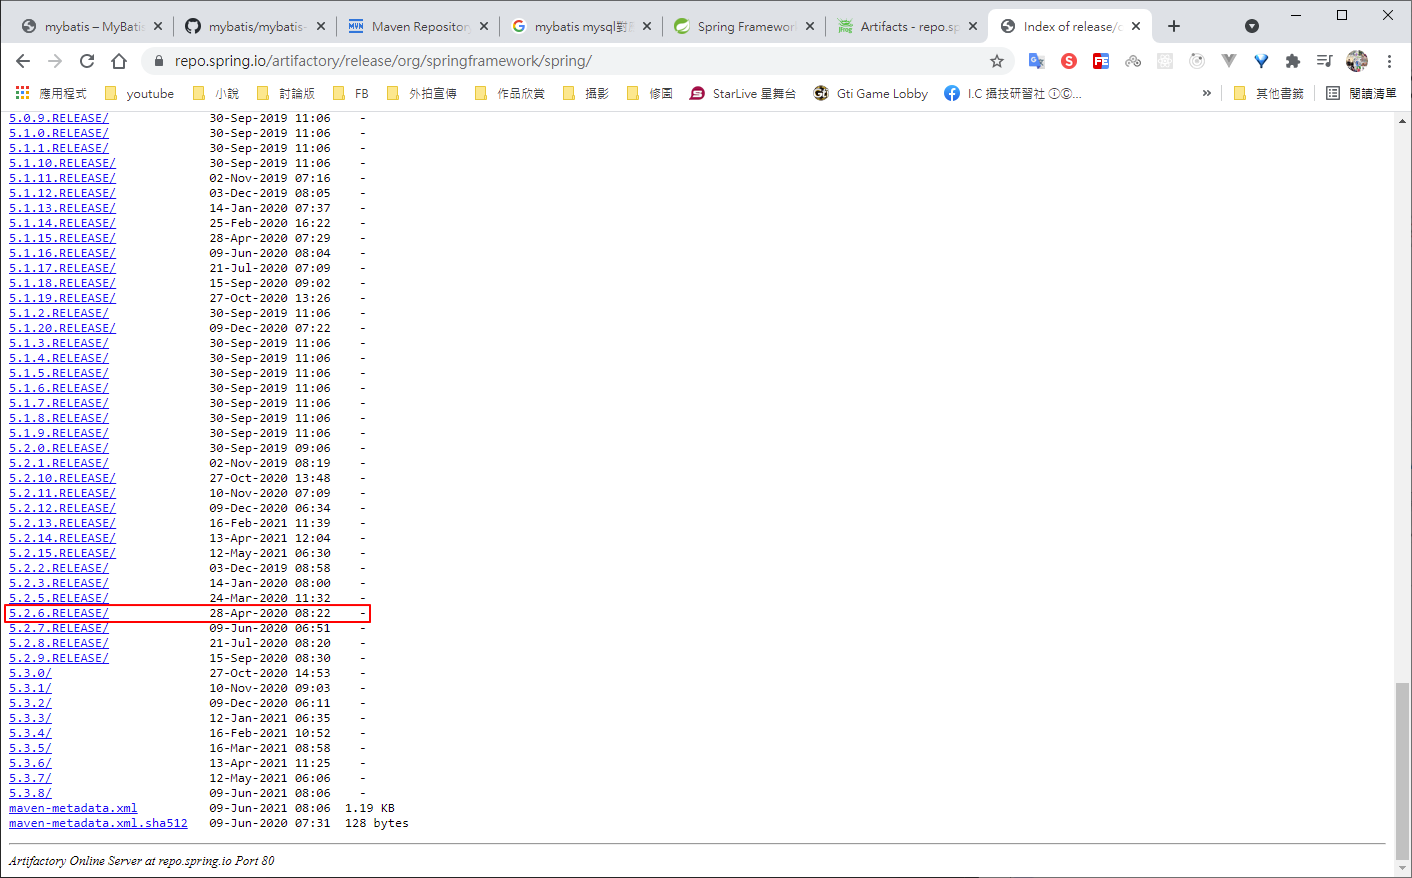 mybatis – MyBatis
mybatis/mybatis-
Maven Repository
mybatis mysql對
Spring Framework
Artifacts - repo.sp
Index of release/o
repo.spring.io/artifactory/release/org/springframework/spring/
應用程式 youtube 小說 討論版 FB 外拍宣傳 作品欣賞 攝影 修圖 StarLive 星舞台 Gti Game Lobby I.C 攝技研習社 ①©... » 其他書籤 閱讀清單
5.0.9.RELEASE/ 30-Sep-2019 11:06 -
5.1.0.RELEASE/ 30-Sep-2019 11:06 -
5.1.1.RELEASE/ 30-Sep-2019 11:06 -
5.1.10.RELEASE/ 30-Sep-2019 11:06 -
5.1.11.RELEASE/ 02-Nov-2019 07:16 -
5.1.12.RELEASE/ 03-Dec-2019 08:05 -
5.1.13.RELEASE/ 14-Jan-2020 07:37 -
5.1.14.RELEASE/ 25-Feb-2020 16:22 -
5.1.15.RELEASE/ 28-Apr-2020 07:29 -
5.1.16.RELEASE/ 09-Jun-2020 08:04 -
5.1.17.RELEASE/ 21-Jul-2020 07:09 -
5.1.18.RELEASE/ 15-Sep-2020 09:02 -
5.1.19.RELEASE/ 27-Oct-2020 13:26 -
5.1.2.RELEASE/ 30-Sep-2019 11:06 -
5.1.20.RELEASE/ 09-Dec-2020 07:22 -
5.1.3.RELEASE/ 30-Sep-2019 11:06 -
5.1.4.RELEASE/ 30-Sep-2019 11:06 -
5.1.5.RELEASE/ 30-Sep-2019 11:06 -
5.1.6.RELEASE/ 30-Sep-2019 11:06 -
5.1.7.RELEASE/ 30-Sep-2019 11:06 -
5.1.8.RELEASE/ 30-Sep-2019 11:06 -
5.1.9.RELEASE/ 30-Sep-2019 11:06 -
5.2.0.RELEASE/ 30-Sep-2019 09:06 -
5.2.1.RELEASE/ 02-Nov-2019 08:19 -
5.2.10.RELEASE/ 27-Oct-2020 13:48 -
5.2.11.RELEASE/ 10-Nov-2020 07:09 -
5.2.12.RELEASE/ 09-Dec-2020 06:34 -
5.2.13.RELEASE/ 16-Feb-2021 11:39 -
5.2.14.RELEASE/ 13-Apr-2021 12:04 -
5.2.15.RELEASE/ 12-May-2021 06:30 -
5.2.2.RELEASE/ 03-Dec-2019 08:58 -
5.2.3.RELEASE/ 14-Jan-2020 08:00 -
5.2.5.RELEASE/ 24-Mar-2020 11:32 -
5.2.6.RELEASE/ 28-Apr-2020 08:22 -
5.2.7.RELEASE/ 09-Jun-2020 06:51 -
5.2.8.RELEASE/ 21-Jul-2020 08:20 -
5.2.9.RELEASE/ 15-Sep-2020 08:30 -
5.3.0/ 27-Oct-2020 14:53 -
5.3.1/ 10-Nov-2020 09:03 -
5.3.2/ 09-Dec-2020 06:11 -
5.3.3/ 12-Jan-2021 06:35 -
5.3.4/ 16-Feb-2021 10:52 -
5.3.5/ 16-Mar-2021 08:58 -
5.3.6/ 13-Apr-2021 11:25 -
5.3.7/ 12-May-2021 06:06 -
5.3.8/ 09-Jun-2021 08:06 -
maven-metadata.xml 09-Jun-2021 08:06 1.19 KB
maven-metadata.xml.sha512 09-Jun-2020 07:31 128 bytes
Artifactory Online Server at repo.spring.io Port 80